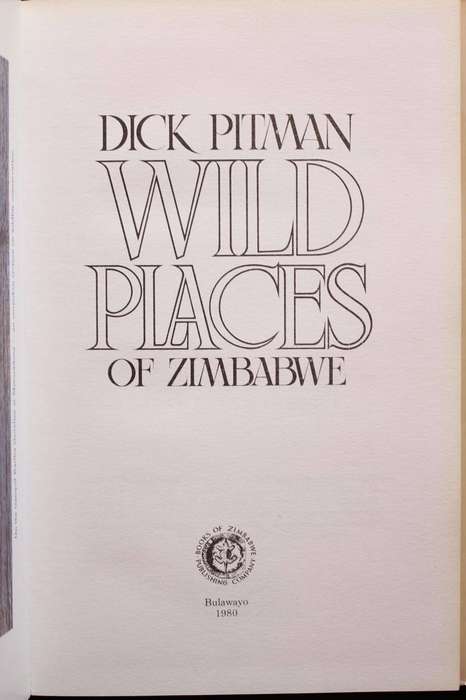 DICK PITMAN
WILD
PLACES
OF ZIMBABWE
BOOKS OF ZIMBABWE
PUBLISHING COMPANY
Bulawayo
1980